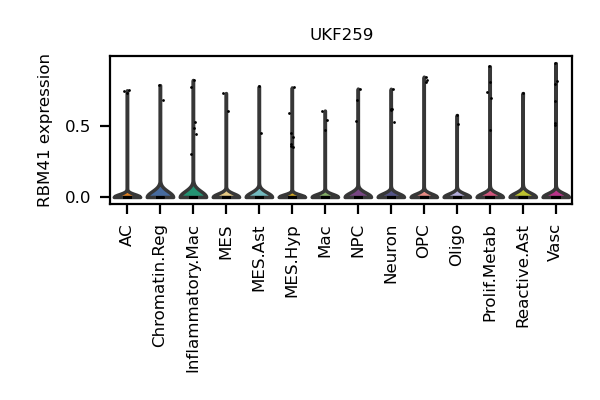 UKF259
RBM41 expression
0.5
0.0
AC
Chromatin.Reg
Inflammatory.Mac
MES
MES.Ast
MES.Hyp
Mac
NPC
Neuron
OPC
Oligo
Prolif.Metab
Reactive.Ast
Vasc